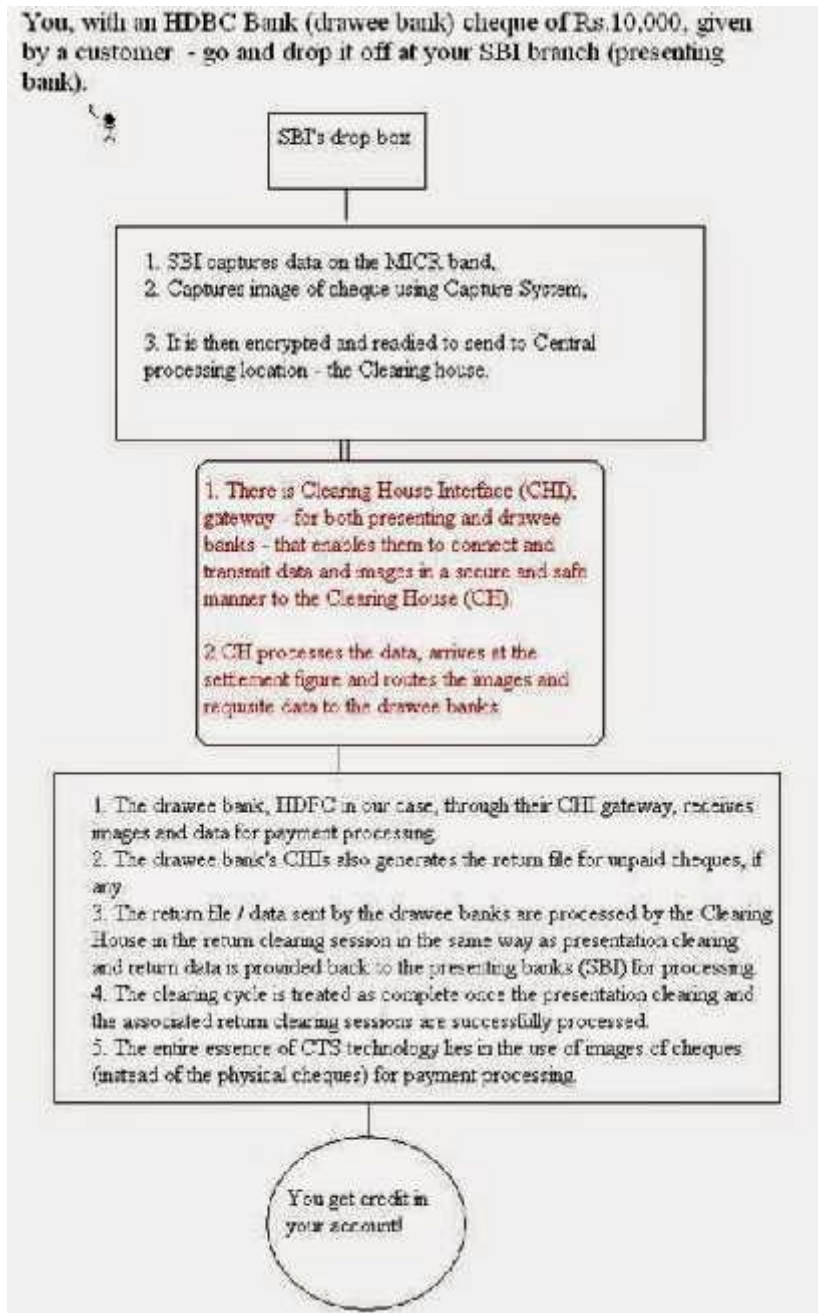 You, with an HDBC Bank (drawee bank) cheque of Rs.10,000, given
by a customer - go and drop it off at your SBI branch (presenting
bank).
SBI's drop box
1. SBI captures data on the MICR band,
2. Captures image of cheque using Capture System,
3. It is then encrypted and readied to send to Central
processing location - the Clearing house.
1. There is Clearing House Interface (CHI),
gateway - for both presenting and drawee
banks - that enables them to connect and
transmit data and images in a secure and safe
manner to the Clearing House (CH).
2 CH processes the data, arrives at the
settlement figure and routes the images and
requisite data to the drawee banks
1. The drawee bank, HDFC in our case, through their CHI gateway, receives
images and data for payment processing.
2. The drawee bank's CHIs also generates the return file for unpaid cheques, if
any
3. The return file / data sent by the drawee banks are processed by the Clearing
House in the return clearing session in the same way as presentation clearing
and return data is provided back to the presenting banks (SBI) for processing.
4. The clearing cycle is treated as complete once the presentation clearing and
the associated return clearing sessions are successfully processed.
5. The entire essence of CTS technology lies in the use of images of cheques
(instead of the physical cheques) for payment processing.
You get credit in
your account!